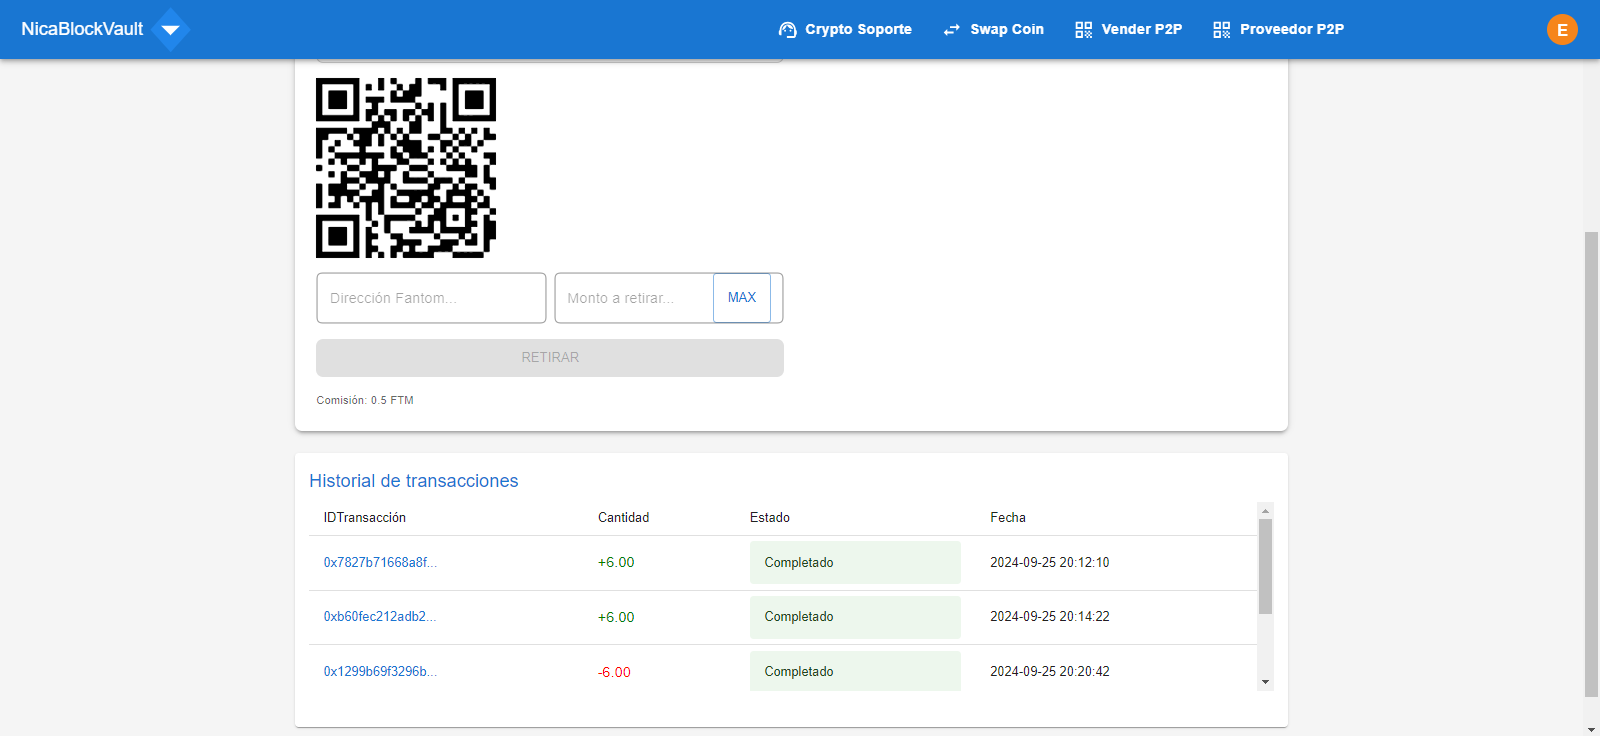 NicaBlockVault
Crypto Soporte
Swap Coin
Vender P2P
Proveedor P2P
E
Dirección Fantom...
Monto a retirar...
MAX
RETIRAR
Comisión: 0.5 FTM
Historial de transacciones
IDTransacción Cantidad Estado Fecha
0x7827b71668a8f... +6.00 Completado 2024-09-25 20:12:10
0xb60fec212adb2... +6.00 Completado 2024-09-25 20:14:22
0x1299b69f3296b... -6.00 Completado 2024-09-25 20:20:42